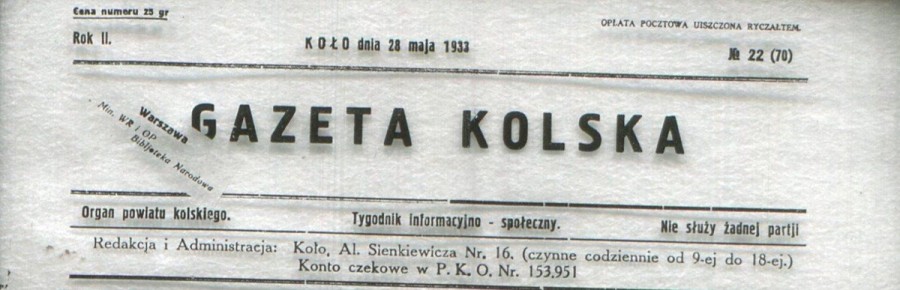 Cena numeru 25 gr
OPŁATA POCZTOWA UISZCZONA RYCZAŁTEM.
Rok II.
KOŁO dnia 28 maja 1933
№ 22 (70)
Warszawa
Min. WR i OP
Bibljoteka Narodowa
GAZETA KOLSKA
Organ powiatu kolskiego.
Tygodnik informacyjno - społeczny.
Nie służy żadnej partji
Redakcja i Administracja: Koło, Al. Sienkiewicza Nr. 16. (czynne codziennie od 9-ej do 18-ej.)
Konto czekowe w P. K. O. Nr. 153,951